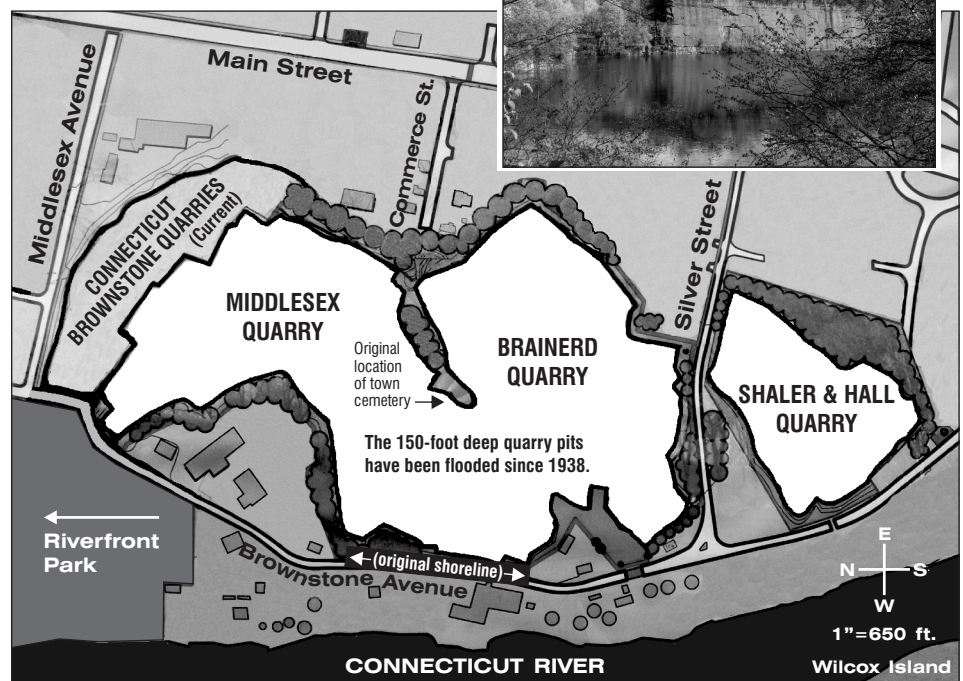 Middlesex Avenue
Main Street
Commerce St.
CONNECTICUT
BROWNSTONE QUARRIES
(Current)
Silver Street
MIDDLESEX
QUARRY
Original
location
of town
cemetery
BRAINERD
QUARRY
SHALER & HALL
QUARRY
The 150-foot deep quarry pits
have been flooded since 1938.
Riverfront
Park
(original shoreline)
Brownstone Avenue
E
N S
W
1"=650 ft.
CONNECTICUT RIVER
Wilcox Island